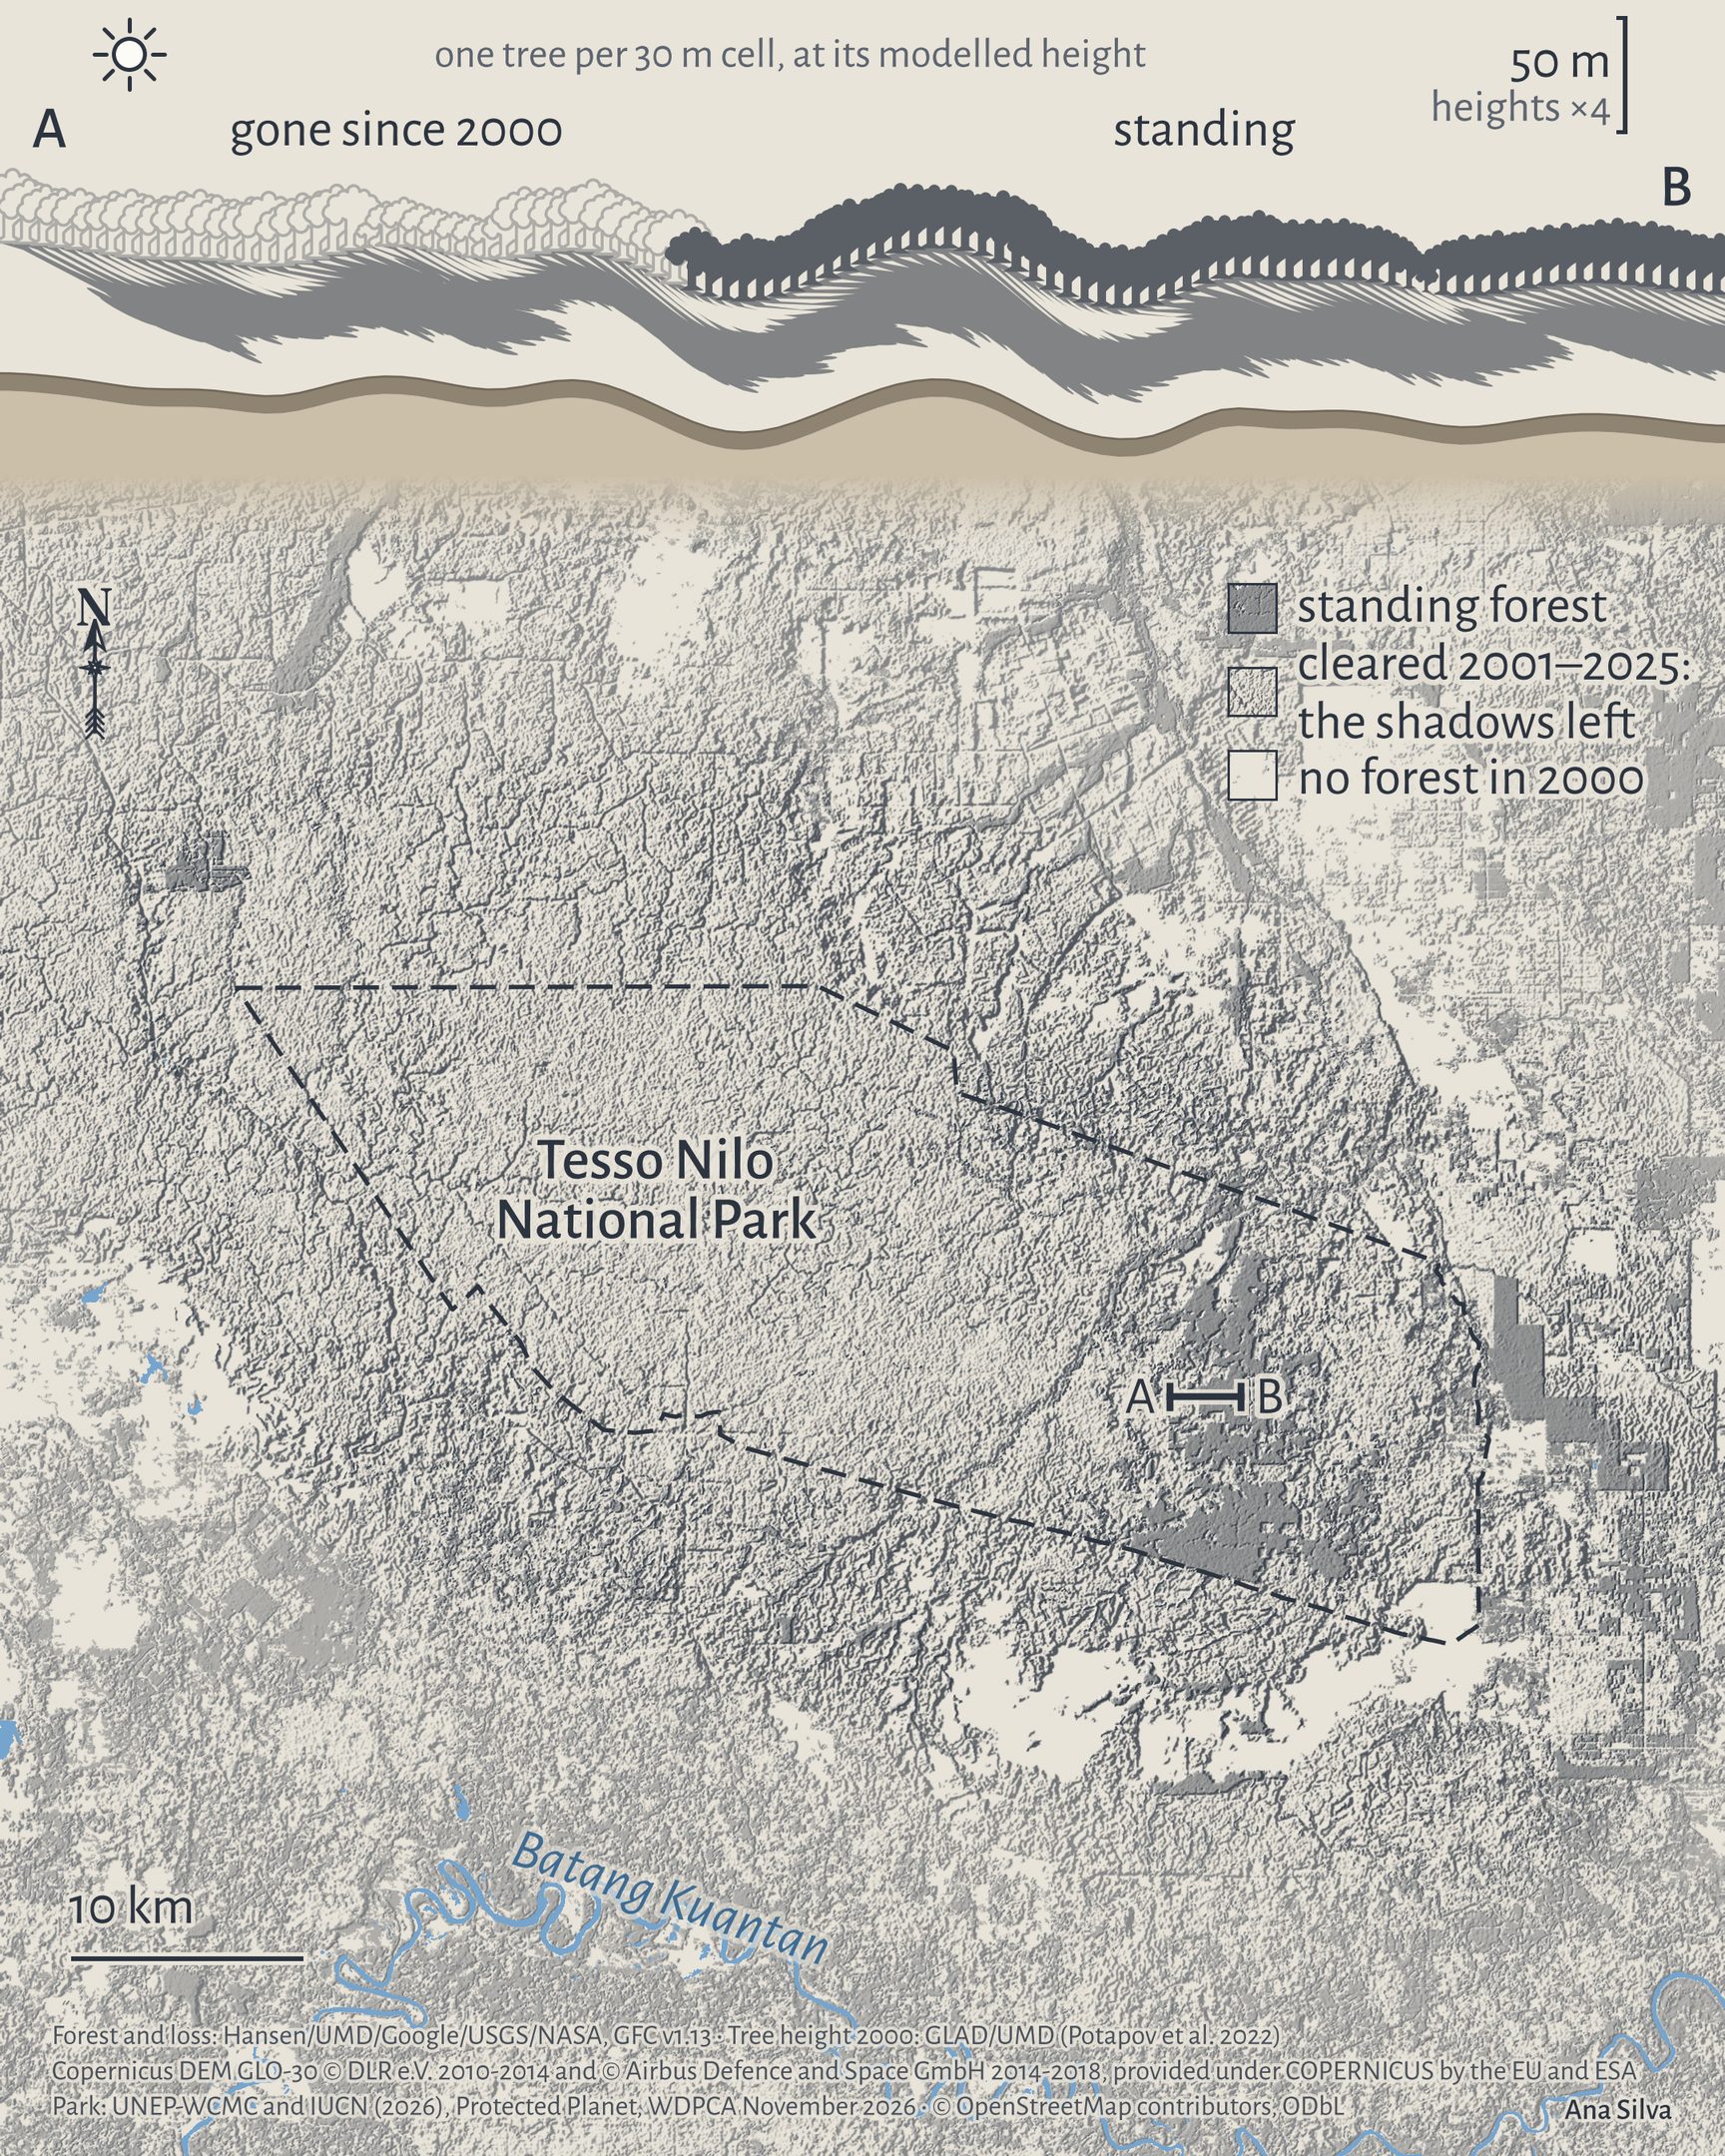 one tree per 30 m cell, at its modelled height
50 m
heights ×4
A
gone since 2000
standing
B
N
standing forest
cleared 2001–2025:
the shadows left
no forest in 2000
Tesso Nilo
National Park
A
B
Batang Kuantan
10 km
Forest and loss: Hansen/UMD/Google/USGS/NASA, GFC v1.13 · Tree height 2000: GLAD/UMD (Potapov et al. 2022)
Copernicus DEM GLO-30 © DLR e.V. 2010-2014 and © Airbus Defence and Space GmbH 2014-2018, provided under COPERNICUS by the EU and ESA
Park: UNEP-WCMC and IUCN (2026), Protected Planet, WDPCA November 2026 · © OpenStreetMap contributors, ODbL
Ana Silva